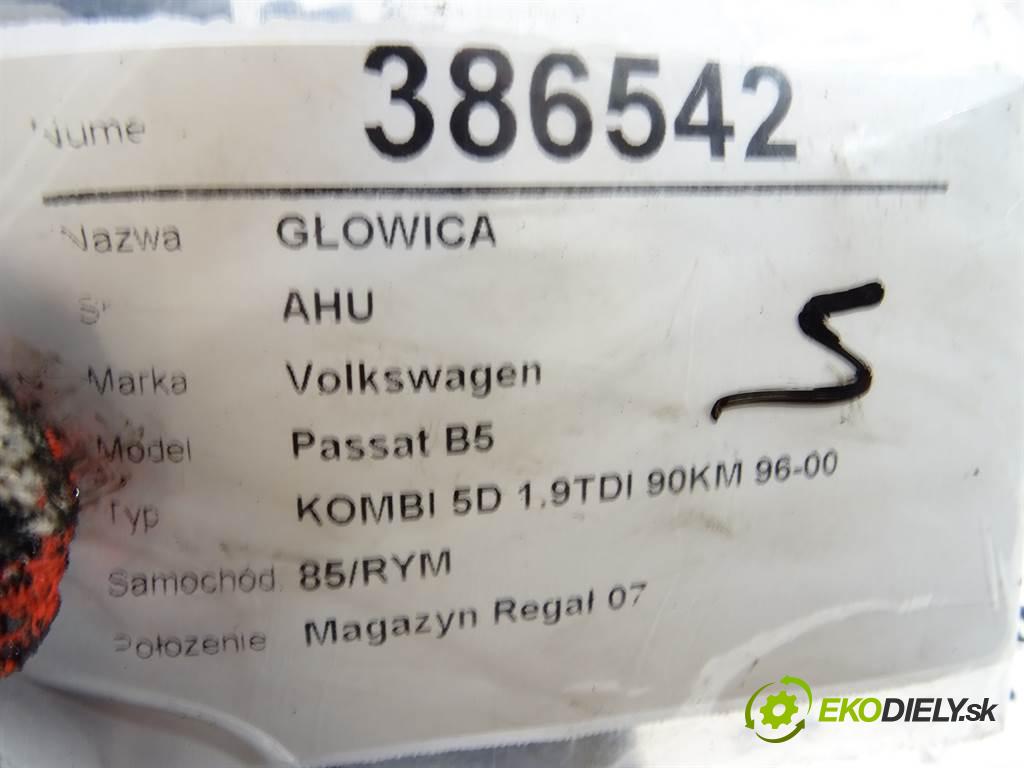 Nume 386542
Nazwa GŁOWICA
AHU
Marka Volkswagen
Model Passat B5
Typ KOMBI 5D 1.9TDI 90KM 96-00
Samochód 85/RYM
Położenie Magazyn Regał 07
S
EKODIELY.sk